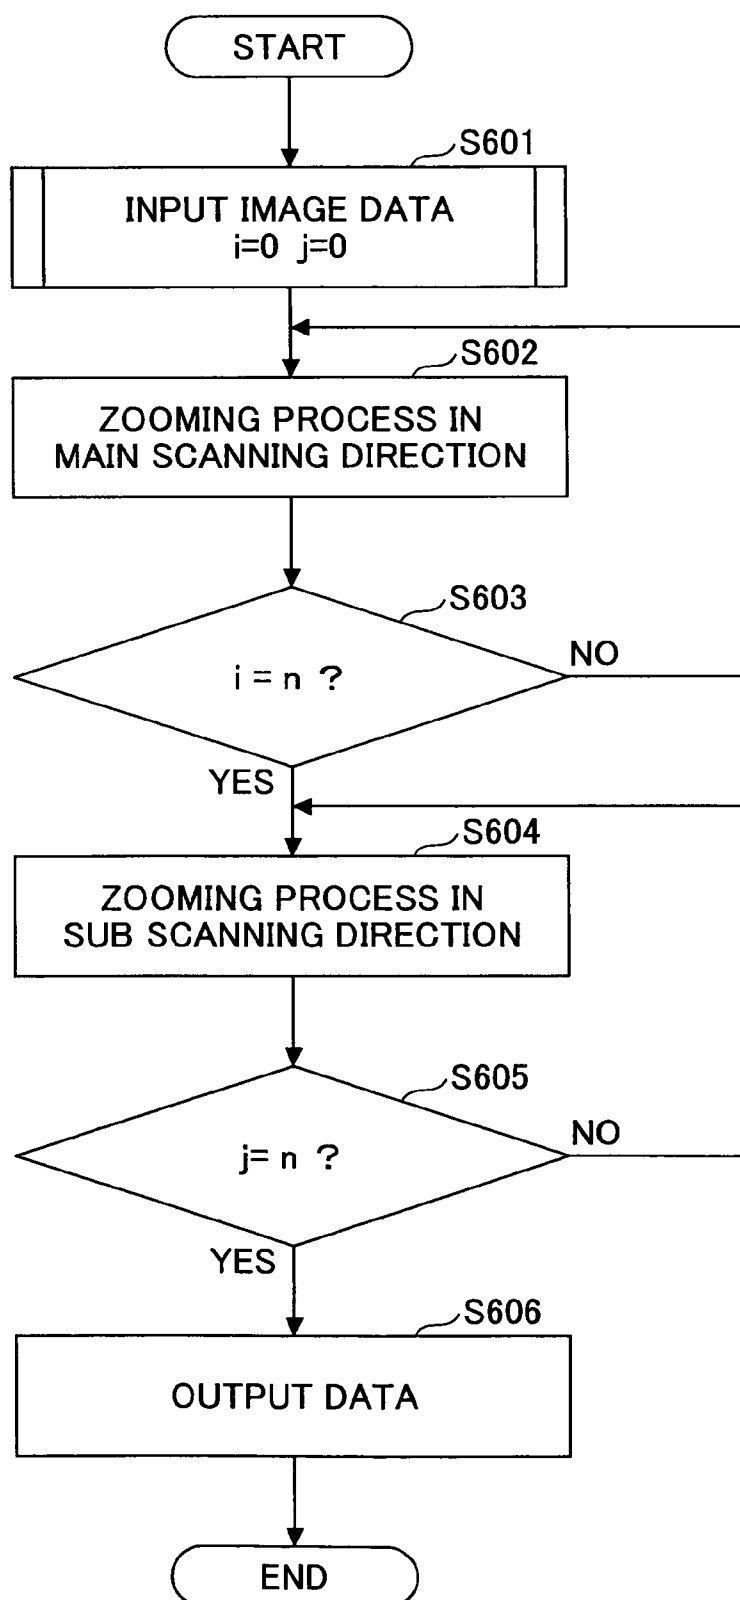 START
S601
INPUT IMAGE DATA
i=0 j=0
S602
ZOOMING PROCESS IN
MAIN SCANNING DIRECTION
S603
i = n ?
NO
YES
S604
ZOOMING PROCESS IN
SUB SCANNING DIRECTION
S605
j= n ?
NO
YES
S606
OUTPUT DATA
END